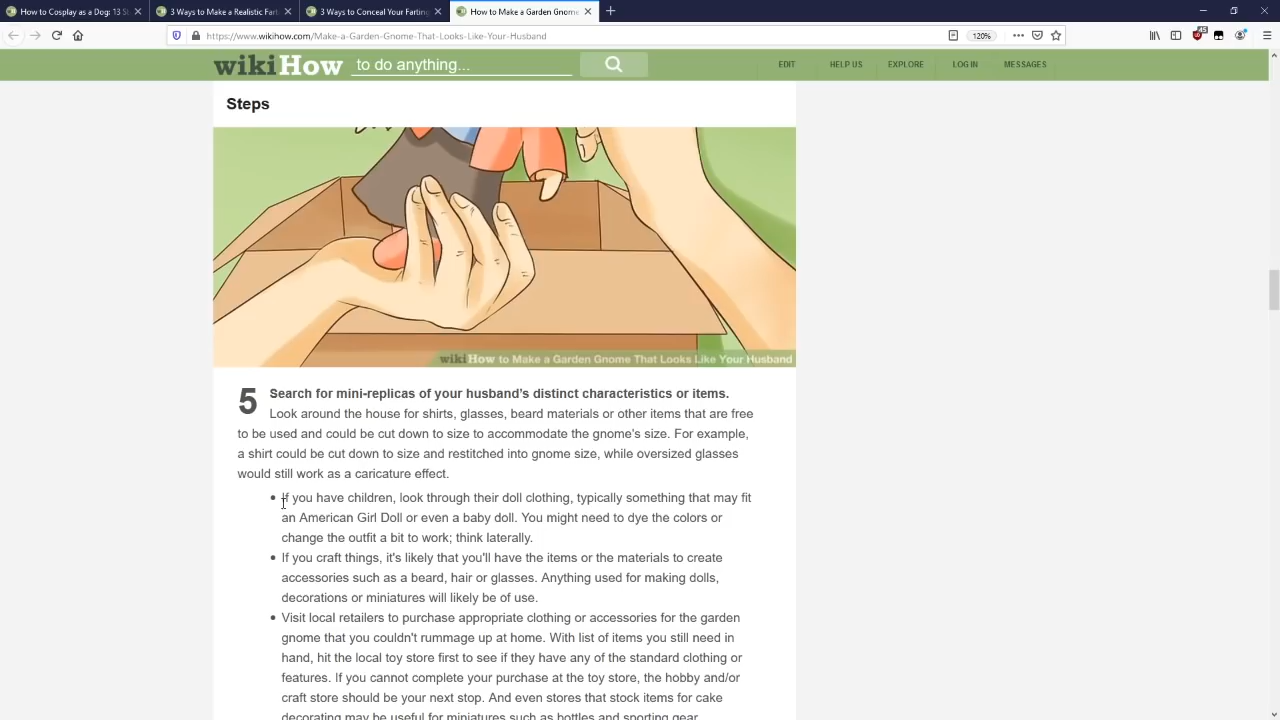 How to Cosplay as a Dog: 13 S
3 Ways to Make a Realistic Fart
3 Ways to Conceal Your Farting
How to Make a Garden Gnome
https://www.wikihow.com/Make-a-Garden-Gnome-That-Looks-Like-Your-Husband
120%
wikiHow to do anything...
EDIT
HELP US
EXPLORE
LOG IN
MESSAGES
Steps
wikiHow to Make a Garden Gnome That Looks Like Your Husband
5 Search for mini-replicas of your husband's distinct characteristics or items.
Look around the house for shirts, glasses, beard materials or other items that are free
to be used and could be cut down to size to accommodate the gnome's size. For example,
a shirt could be cut down to size and restitched into gnome size, while oversized glasses
would still work as a caricature effect.
• If you have children, look through their doll clothing, typically something that may fit
an American Girl Doll or even a baby doll. You might need to dye the colors or
change the outfit a bit to work; think laterally.
• If you craft things, it's likely that you'll have the items or the materials to create
accessories such as a beard, hair or glasses. Anything used for making dolls,
decorations or miniatures will likely be of use.
• Visit local retailers to purchase appropriate clothing or accessories for the garden
gnome that you couldn't rummage up at home. With list of items you still need in
hand, hit the local toy store first to see if they have any of the standard clothing or
features. If you cannot complete your purchase at the toy store, the hobby and/or
craft store should be your next stop. And even stores that stock items for cake
decorating may be useful for miniatures such as bottles and sporting gear.